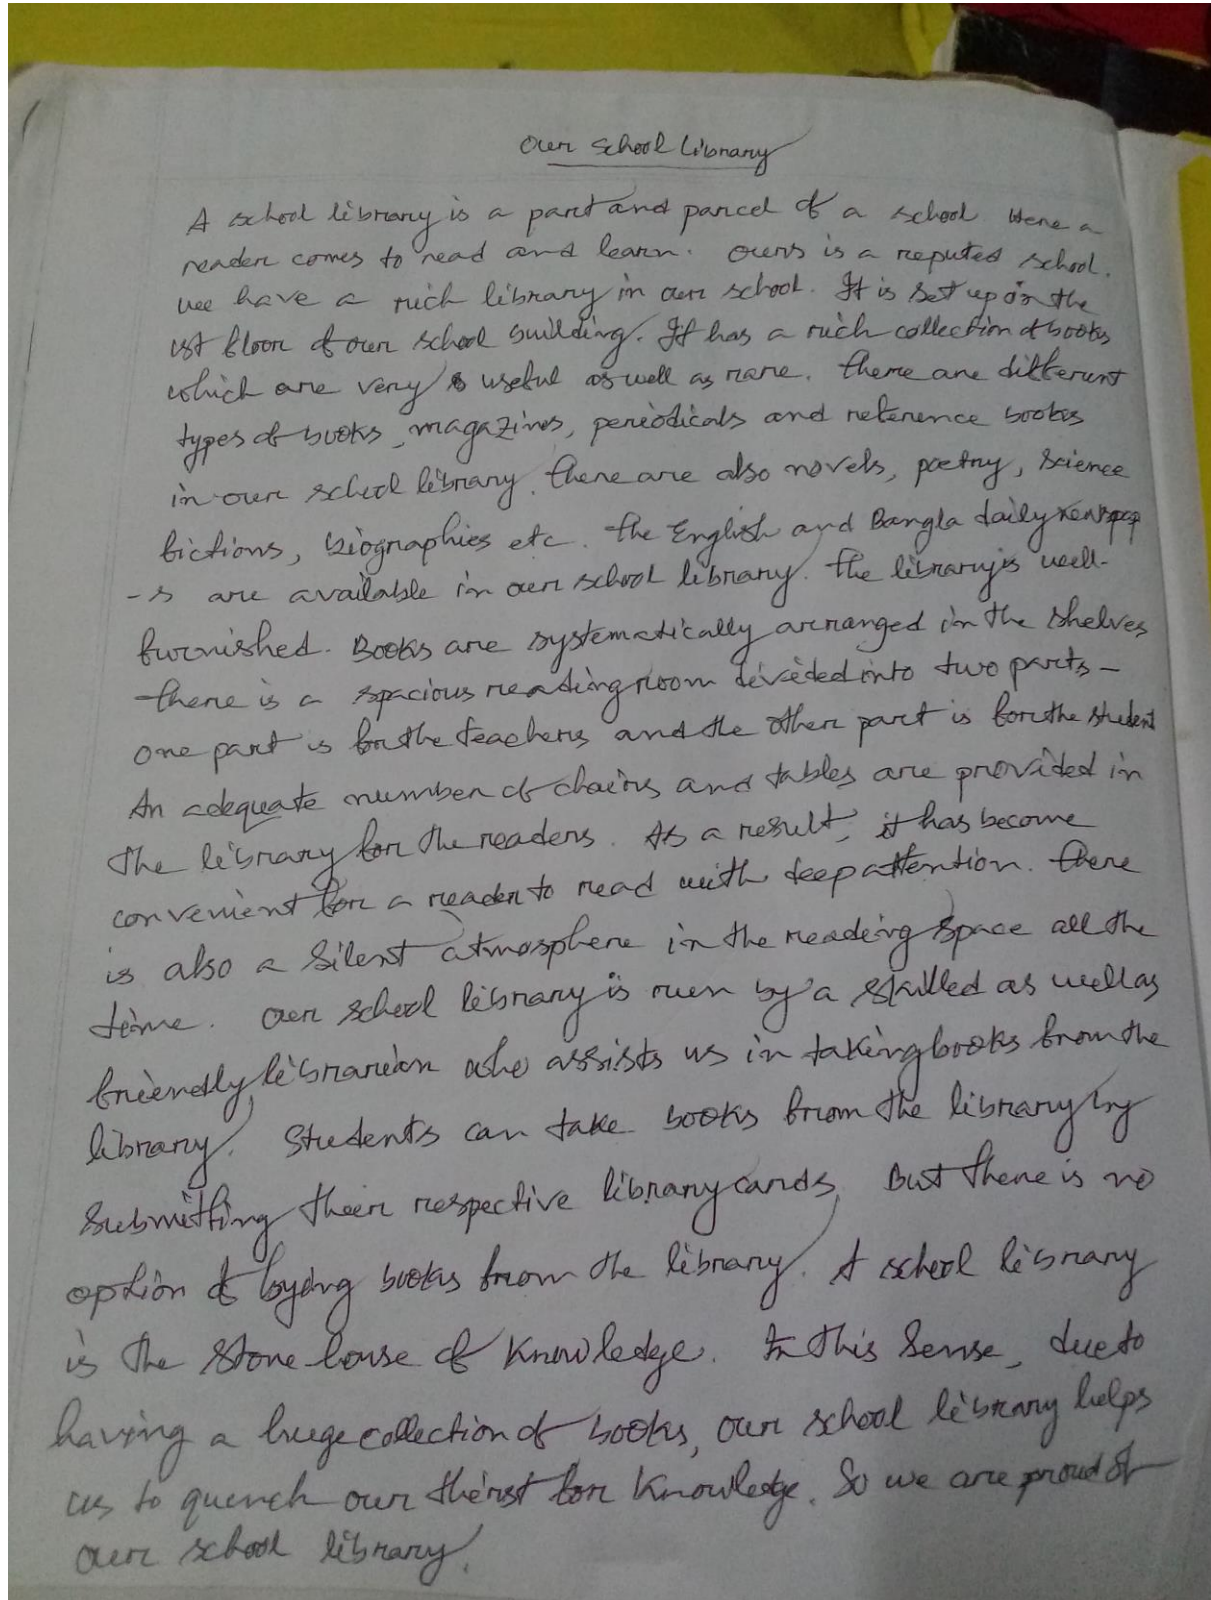 Our school Library
A school library is a part and parcel of a school Here a
reader comes to read and learn. Ours is a reputed school.
we have a rich library in our school. It is set up in the
1st floor of our school building. It has a rich collection of books
which are very useful as well as rare. There are different
types of books, magazines, periodicals and reference books
in our school library. There are also novels, poetry, science
fictions, biographies etc. The English and Bangla daily newspap
-s are available in our school library. The library is well-
furnished. Books are systematically arranged in the shelves
There is a spacious reading room divided into two parts -
one part is for the teachers and the other part is for the student
An adequate number of chairs and tables are provided in
the library for the readers. As a result, it has become
convenient for a reader to read with deep attention. There
is also a silent atmosphere in the reading space all the
time. Our school library is run by a skilled as well as
friendly librarian who assists us in taking books from the
library. Students can take books from the library by
submitting their respective library cards. But there is no
option of bying books from the library. A school library
is the store house of knowledge. In this sense, due to
having a huge collection of books, our school library helps
us to quench our thirst for knowledge. So we are proud of
our school library.